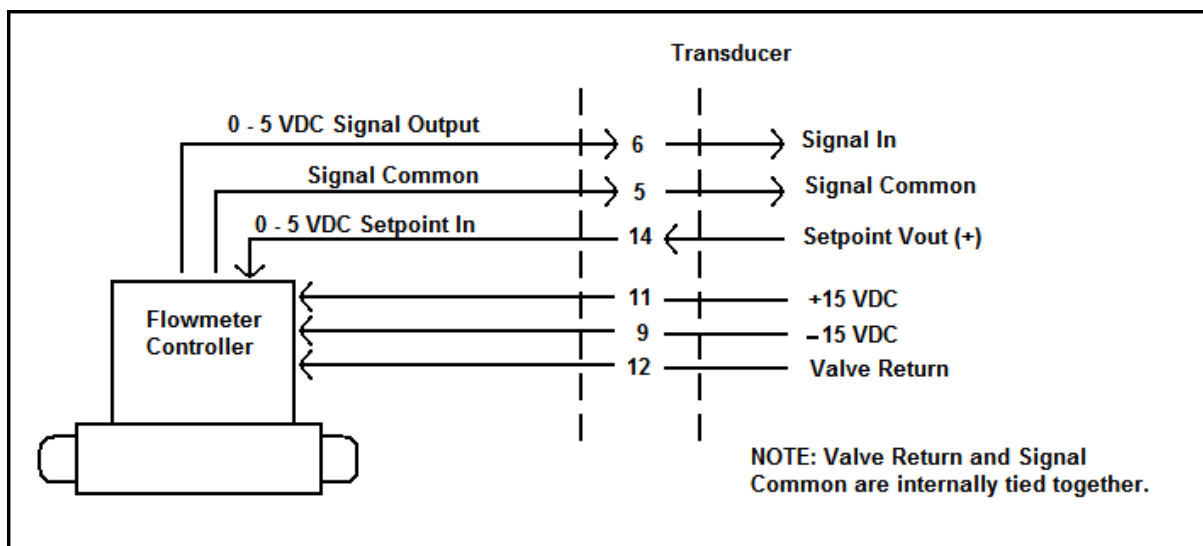 Transducer
0 - 5 VDC Signal Output
6
Signal In
Signal Common
5
Signal Common
0 - 5 VDC Setpoint In
14
Setpoint Vout (+)
11
+15 VDC
9
−15 VDC
12
Valve Return
Flowmeter
Controller
NOTE: Valve Return and Signal
Common are internally tied together.